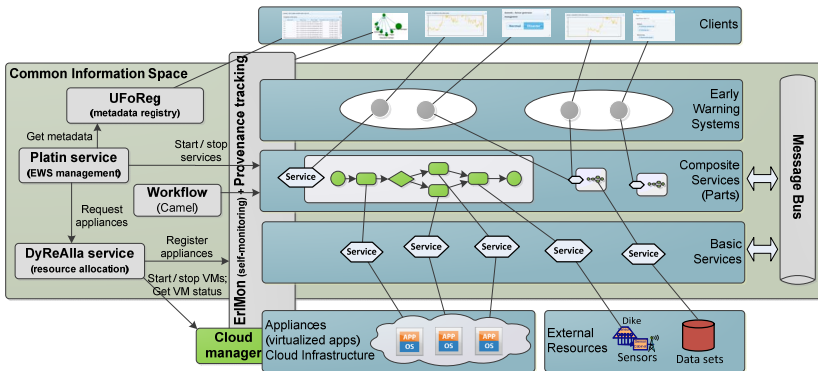 Clients
Common Information Space
UFoReg
(metadata registry)
Get metadata
Platin service
(EWS management)
Start / stop
services
Workflow
(Camel)
Request
appliances
DyReAlla service
(resource allocation)
Register
appliances
Start / stop VMs;
Get VM status
Cloud
manager
ErIMon (self-monitoring) + Provenance tracking
Early
Warning
Systems
Service
Composite
Services
(Parts)
Service
Service
Service
Service
Service
Basic
Services
Message Bus
Appliances
(virtualized apps)
Cloud Infrastructure
APP
OS
APP
OS
APP
OS
External
Resources
Dike
Sensors
Data sets